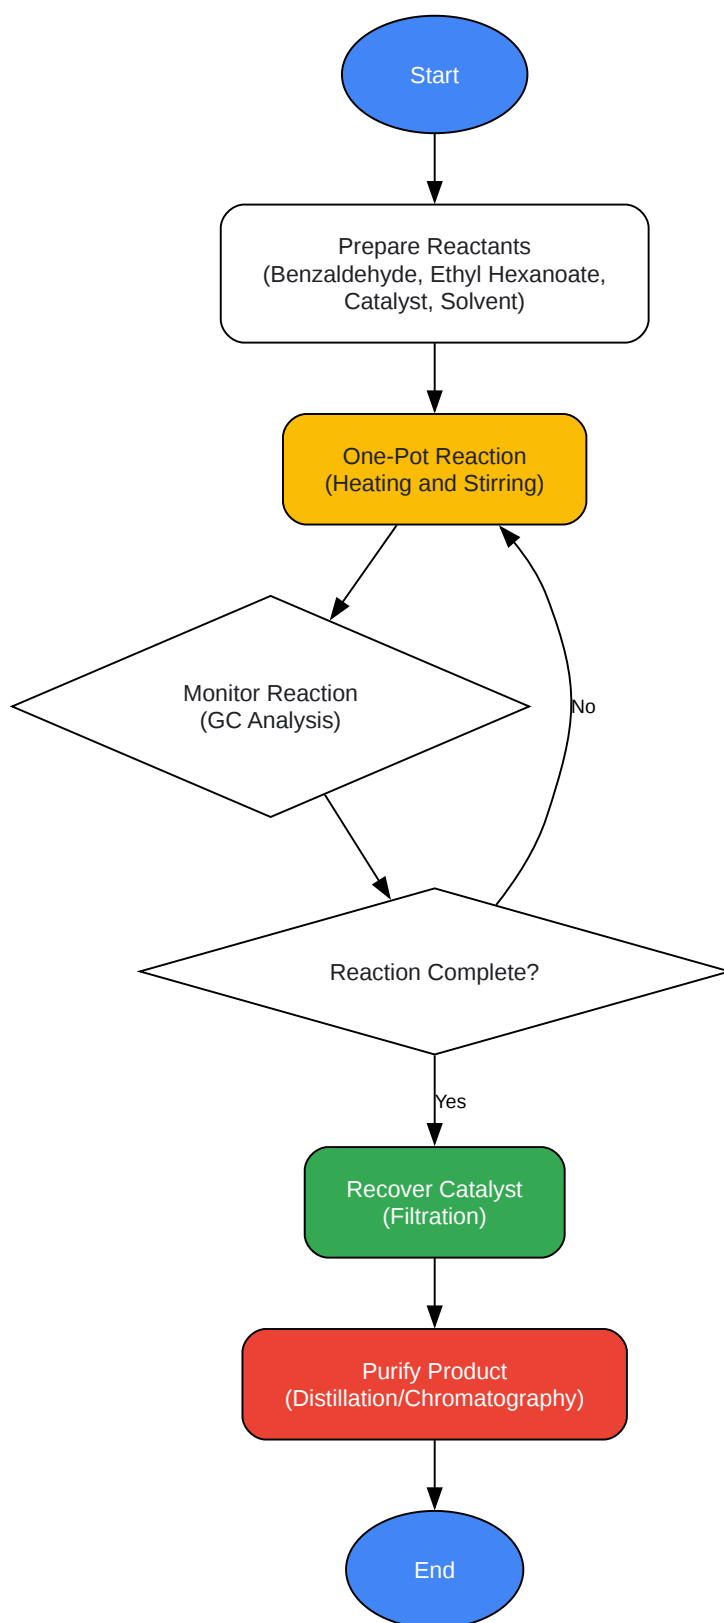 Start
Prepare Reactants
(Benzaldehyde, Ethyl Hexanoate,
Catalyst, Solvent)
One-Pot Reaction
(Heating and Stirring)
Monitor Reaction
(GC Analysis)
No
Reaction Complete?
Yes
Recover Catalyst
(Filtration)
Purify Product
(Distillation/Chromatography)
End